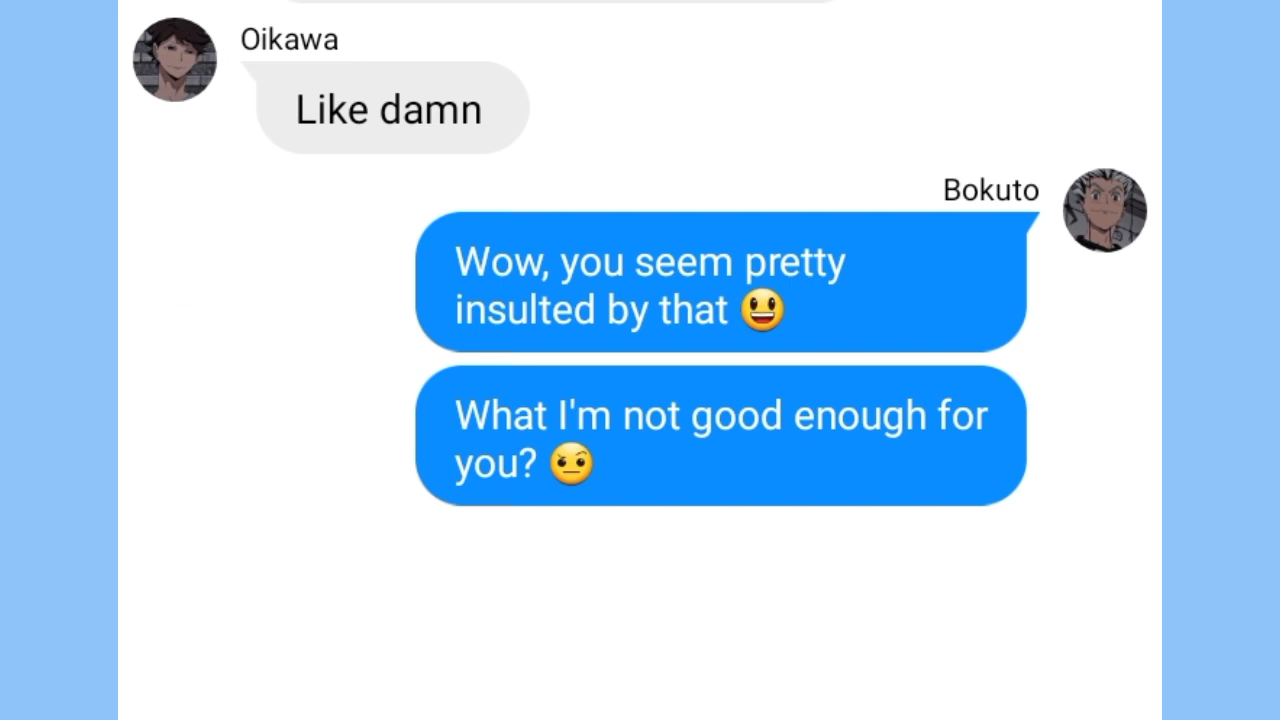 Oikawa
Like damn
Bokuto
Wow, you seem pretty
insulted by that 😃
What I'm not good enough for
you? 🤨